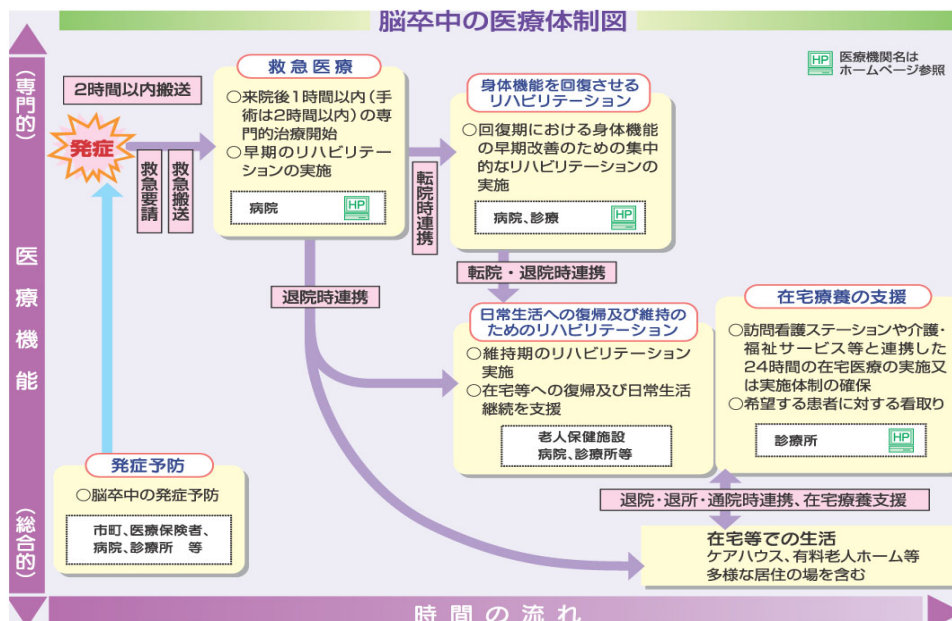 脳卒中の医療体制図
HP 医療機関名は
ホームページ参照
(専門的)
医療機能
(総合的)
2時間以内搬送
発症
救急要請
救急搬送
救急医療
○来院後1時間以内(手
術は2時間以内)の専
門的治療開始
○早期のリハビリテー
ションの実施
病院 HP
転院時連携
身体機能を回復させる
リハビリテーション
○回復期における身体機能
の早期改善のための集中
的なリハビリテーションの
実施
病院、診療 HP
退院時連携
転院・退院時連携
日常生活への復帰及び維持の
ためのリハビリテーション
○維持期のリハビリテーション
実施
○在宅等への復帰及び日常生活
継続を支援
老人保健施設
病院、診療所等
在宅療養の支援
○訪問看護ステーションや介護・
福祉サービス等と連携した
24時間の在宅医療の実施又
は実施体制の確保
○希望する患者に対する看取り
診療所 HP
発症予防
○脳卒中の発症予防
市町、医療保険者、
病院、診療所 等
退院・退所・通院時連携、在宅療養支援
在宅等での生活
ケアハウス、有料老人ホーム等
多様な居住の場を含む
時間の流れ